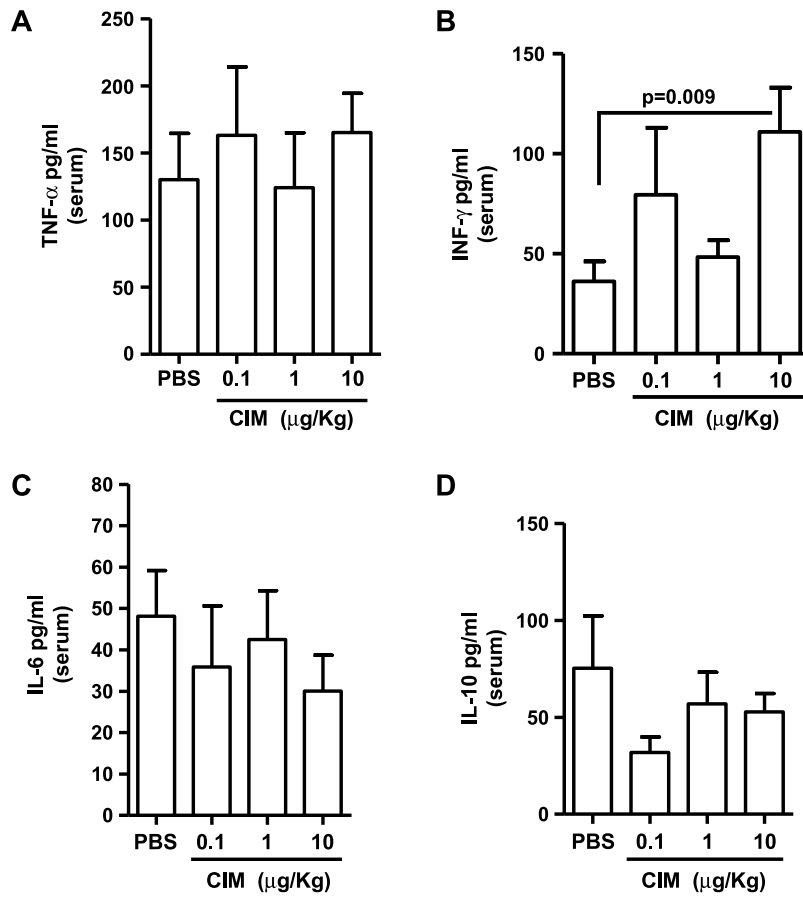 A
TNF-α pg/ml
(serum)
250
200
150
100
50
0
PBS 0.1 1 10
CIM (μg/Kg)
B
INF-γ pg/ml
(serum)
150
100
50
0
p=0.009
PBS 0.1 1 10
CIM (μg/Kg)
C
IL-6 pg/ml
(serum)
80
70
60
50
40
30
20
10
0
PBS 0.1 1 10
CIM (μg/Kg)
D
IL-10 pg/ml
(serum)
150
100
50
0
PBS 0.1 1 10
CIM (μg/Kg)